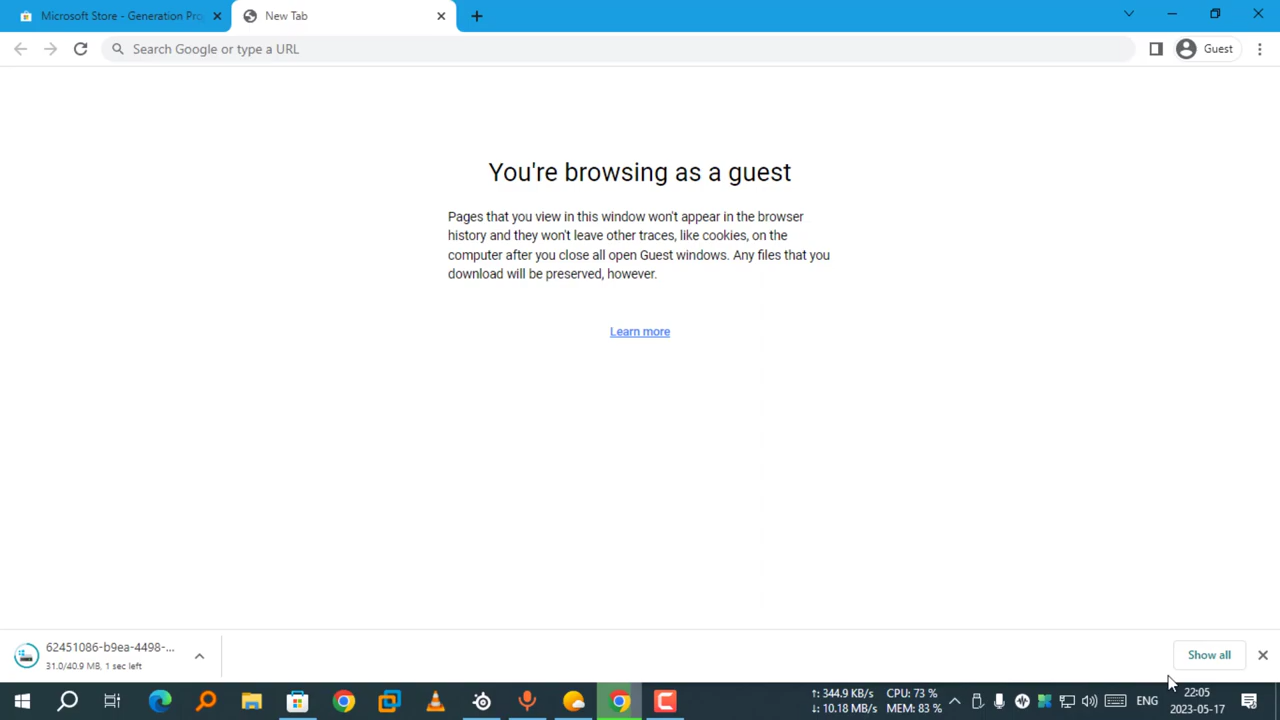 Microsoft Store - Generation Pro
New Tab
Search Google or type a URL
Guest
You're browsing as a guest
Pages that you view in this window won't appear in the browser
history and they won't leave other traces, like cookies, on the
computer after you close all open Guest windows. Any files that you
download will be preserved, however.
Learn more
62451086-b9ea-4498-...
31.0/40.9 MB, 1 sec left
Show all
↑: 344.9 KB/s CPU: 73 %
↓: 10.18 MB/s MEM: 83 %
ENG
22:05
2023-05-17